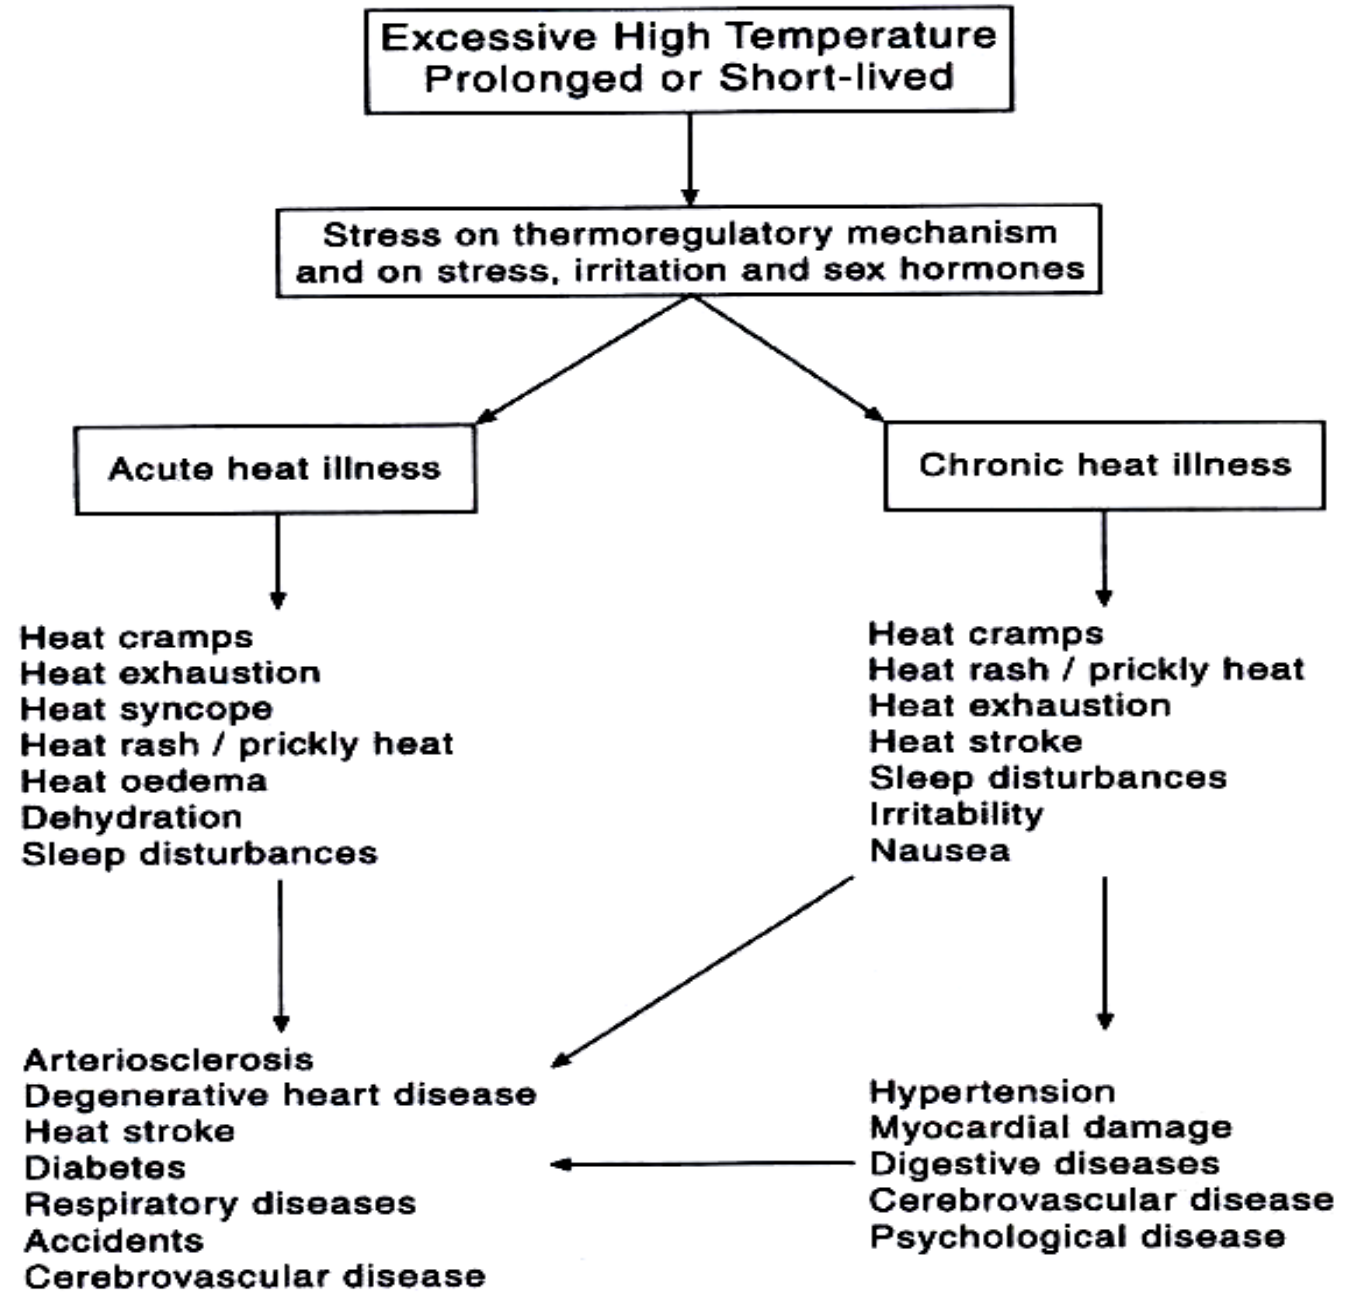 Excessive High Temperature
Prolonged or Short-lived
Stress on thermoregulatory mechanism
and on stress, irritation and sex hormones
Acute heat illness
Chronic heat illness
Heat cramps
Heat exhaustion
Heat syncope
Heat rash / prickly heat
Heat oedema
Dehydration
Sleep disturbances
Heat cramps
Heat rash / prickly heat
Heat exhaustion
Heat stroke
Sleep disturbances
Irritability
Nausea
Arteriosclerosis
Degenerative heart disease
Heat stroke
Diabetes
Respiratory diseases
Accidents
Cerebrovascular disease
Hypertension
Myocardial damage
Digestive diseases
Cerebrovascular disease
Psychological disease